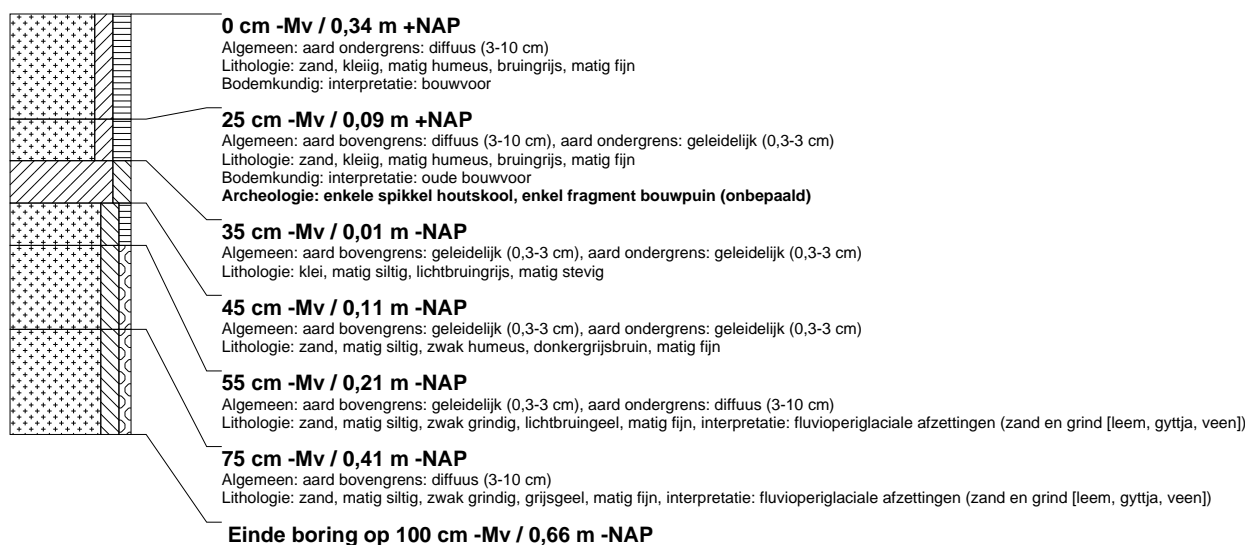 0 cm -Mv / 0,34 m +NAP
Algemeen: aard ondergrens: diffuus (3-10 cm)
Lithologie: zand, kleiig, matig humeus, bruingrijs, matig fijn
Bodemkundig: interpretatie: bouwvoor
25 cm -Mv / 0,09 m +NAP
Algemeen: aard bovengrens: diffuus (3-10 cm), aard ondergrens: geleidelijk (0,3-3 cm)
Lithologie: zand, kleiig, matig humeus, bruingrijs, matig fijn
Bodemkundig: interpretatie: oude bouwvoor
Archeologie: enkele spikkel houtskool, enkel fragment bouwpuin (onbepaald)
35 cm -Mv / 0,01 m -NAP
Algemeen: aard bovengrens: geleidelijk (0,3-3 cm), aard ondergrens: geleidelijk (0,3-3 cm)
Lithologie: klei, matig siltig, lichtbruingrijs, matig stevig
45 cm -Mv / 0,11 m -NAP
Algemeen: aard bovengrens: geleidelijk (0,3-3 cm), aard ondergrens: geleidelijk (0,3-3 cm)
Lithologie: zand, matig siltig, zwak humeus, donkergrijsbruin, matig fijn
55 cm -Mv / 0,21 m -NAP
Algemeen: aard bovengrens: geleidelijk (0,3-3 cm), aard ondergrens: diffuus (3-10 cm)
Lithologie: zand, matig siltig, zwak grindig, lichtbruingeel, matig fijn, interpretatie: fluvioperiglaciale afzettingen (zand en grind [leem, gyttja, veen])
75 cm -Mv / 0,41 m -NAP
Algemeen: aard bovengrens: diffuus (3-10 cm)
Lithologie: zand, matig siltig, zwak grindig, grijsgeel, matig fijn, interpretatie: fluvioperiglaciale afzettingen (zand en grind [leem, gyttja, veen])
Einde boring op 100 cm -Mv / 0,66 m -NAP